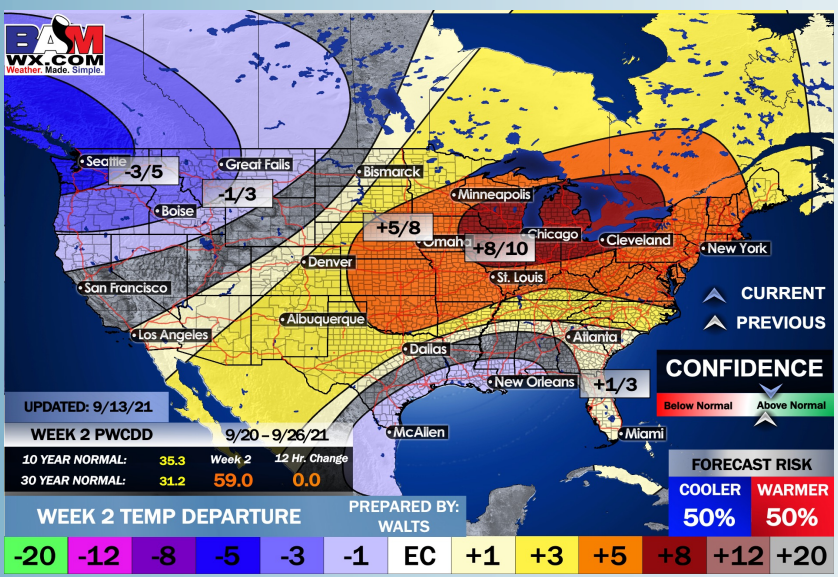 BAM
WX.COM
Weather. Made. Simple.
Seattle
-3/5
Great Falls
-1/3
Bismarck
Boise
Minneapolis
+5/8
Omaha
+8/10
Chicago
Cleveland
New York
Denver
St. Louis
San Francisco
Albuquerque
Los Angeles
Dallas
Atlanta
New Orleans
+1/3
McAllen
Miami
CURRENT
PREVIOUS
CONFIDENCE
Below Normal Above Normal
UPDATED: 9/13/21
WEEK 2 PWCDD 9/20 – 9/26/21
10 YEAR NORMAL: 35.3 Week 2 12 Hr. Change
30 YEAR NORMAL: 31.2 59.0 0.0
FORECAST RISK
COOLER WARMER
50% 50%
WEEK 2 TEMP DEPARTURE
PREPARED BY:
WALTS
-20 -12 -8 -5 -3 -1 EC +1 +3 +5 +8 +12 +20